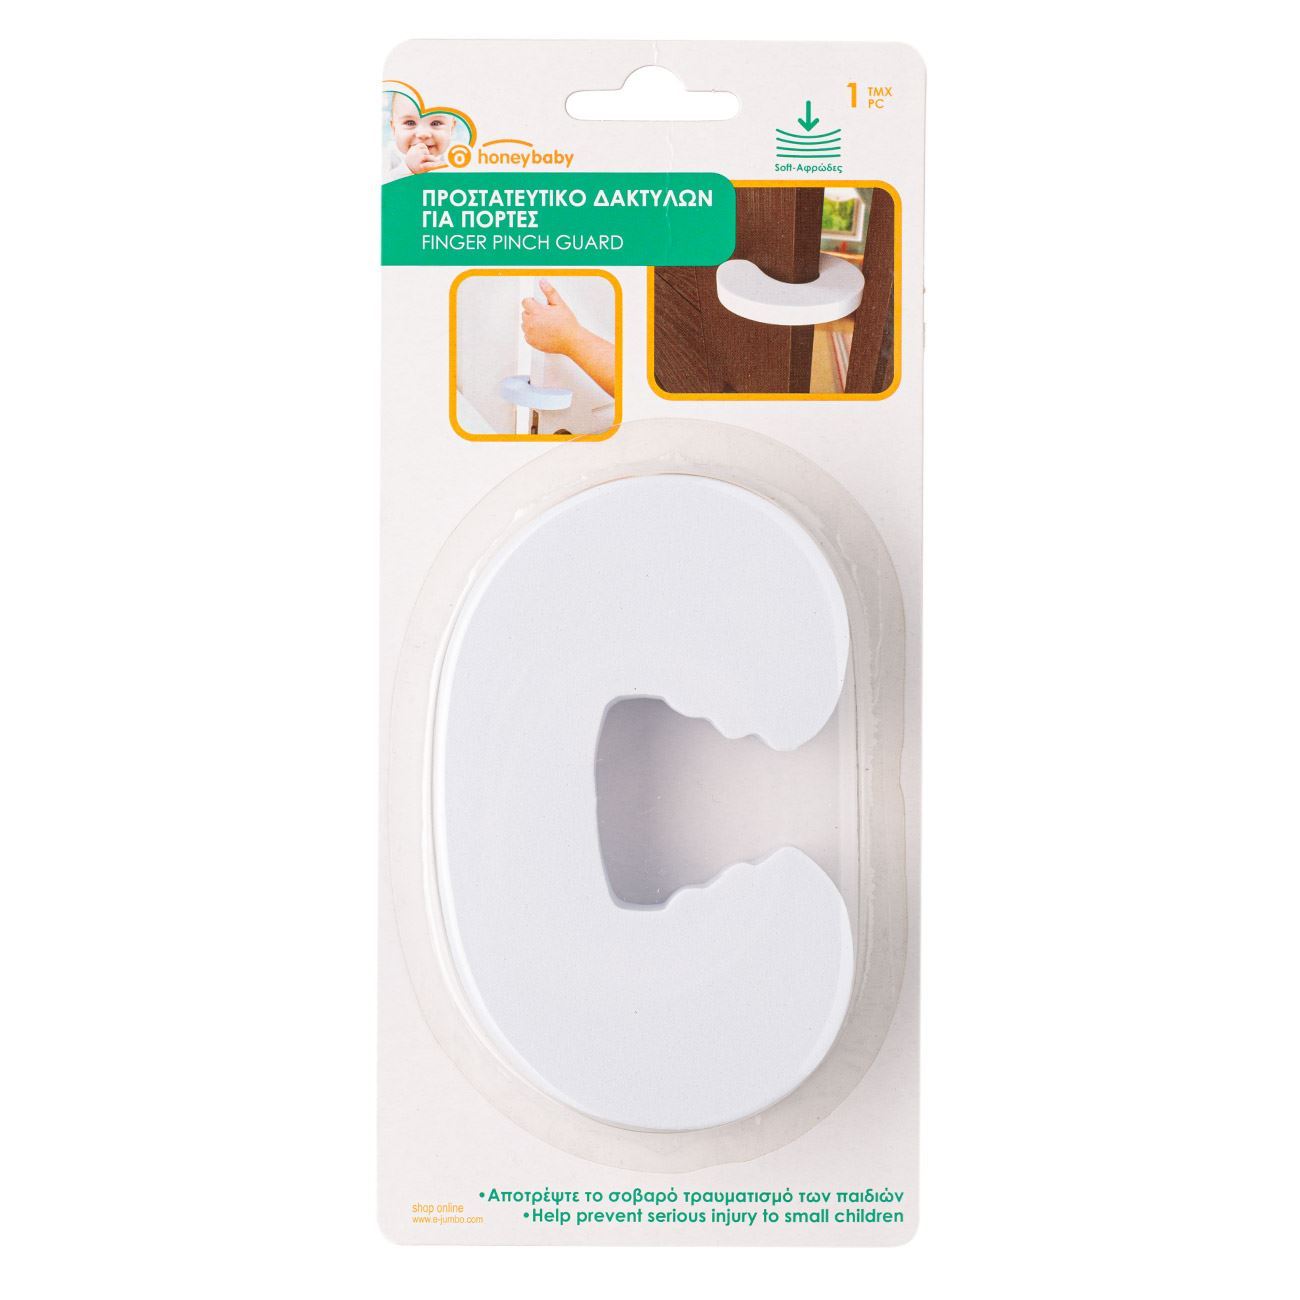 1 ΤΜΧ
PC
honeybaby
Soft-Αφρώδες
ΠΡΟΣΤΑΤΕΥΤΙΚΟ ΔΑΚΤΥΛΩΝ
ΓΙΑ ΠΟΡΤΕΣ
FINGER PINCH GUARD
•Αποτρέψτε το σοβαρό τραυματισμό των παιδιών
•Help prevent serious injury to small children
shop online
www.e-jumbo.com